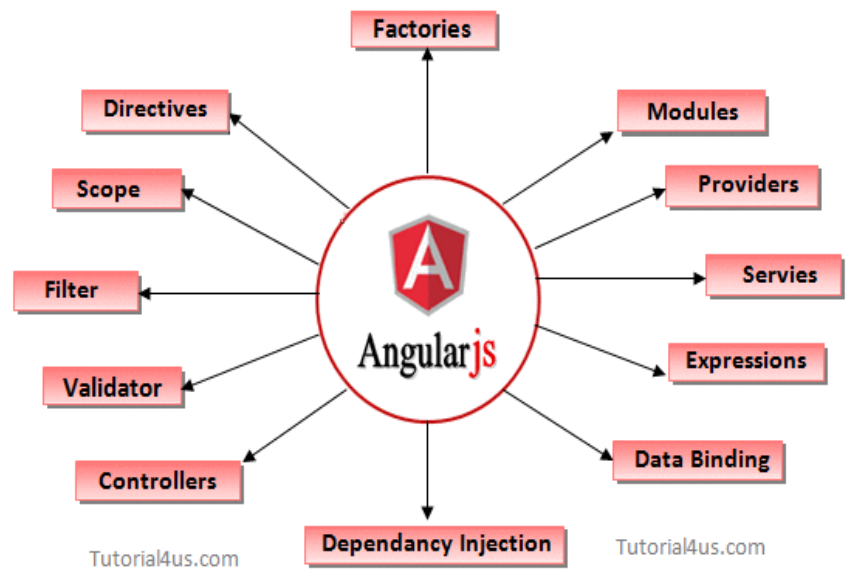 Factories
Directives
Modules
Scope
Providers
Filter
Servies
A
Angularjs
Validator
Expressions
Controllers
Data Binding
Dependancy Injection
Tutorial4us.com
Tutorial4us.com